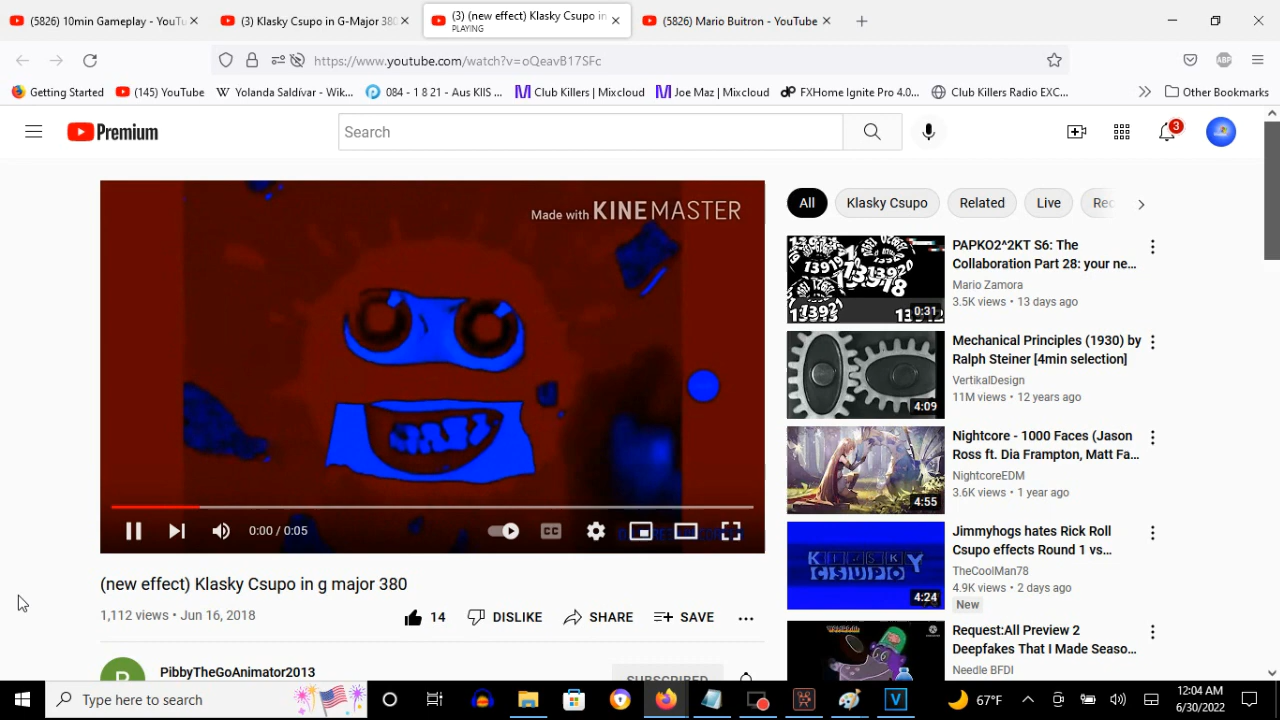 (5826) 10min Gameplay - YouTu
(3) Klasky Csupo in G-Major 380
(3) (new effect) Klasky Csupo in
PLAYING
(5826) Mario Buitron - YouTube
https://www.youtube.com/watch?v=oQeavB17SFc
ABP
Getting Started
(145) YouTube
Yolanda Saldívar - Wik...
084 - 1 8 21 - Aus KIIS ...
Club Killers | Mixcloud
Joe Maz | Mixcloud
FXHome Ignite Pro 4.0...
Club Killers Radio EXC...
Other Bookmarks
Premium
Search
3
Made with KINEMASTER
0:00 / 0:05
CC
(new effect) Klasky Csupo in g major 380
1,112 views • Jun 16, 2018
14
DISLIKE
SHARE
SAVE
PibbyTheGoAnimator2013
SUBSCRIBED
All
Klasky Csupo
Related
Live
Rec
PAPKO2^2KT S6: The
Collaboration Part 28: your ne...
Mario Zamora
3.5K views • 13 days ago
0:31
Mechanical Principles (1930) by
Ralph Steiner [4min selection]
VertikalDesign
11M views • 12 years ago
4:09
Nightcore - 1000 Faces (Jason
Ross ft. Dia Frampton, Matt Fa...
NightcoreEDM
3.6K views • 1 year ago
4:55
Jimmyhogs hates Rick Roll
Csupo effects Round 1 vs...
TheCoolMan78
4.9K views • 2 days ago
New
KLASKY
CSUPO
4:24
Request:All Preview 2
Deepfakes That I Made Seaso...
Needle BFDI
Type here to search
67°F
12:04 AM
6/30/2022